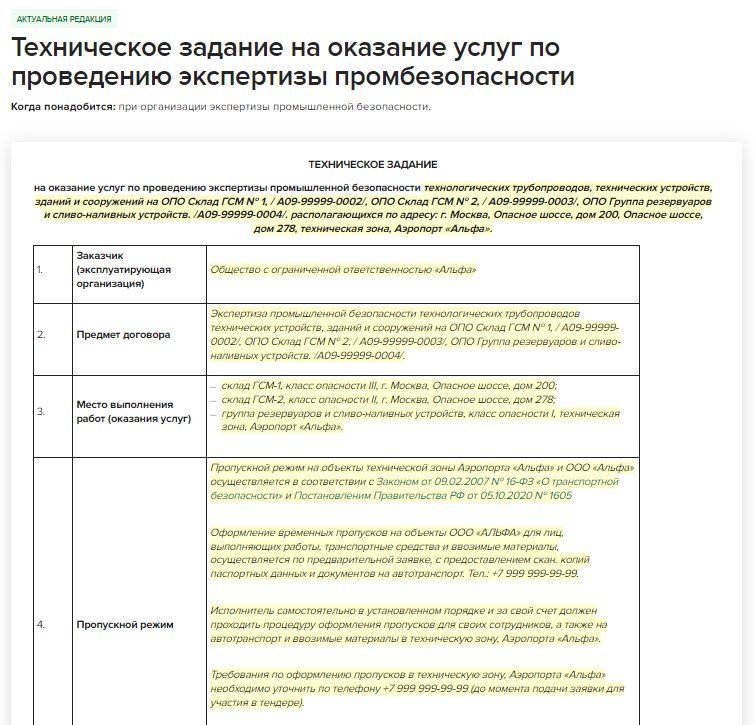 АКТУАЛЬНАЯ РЕДАКЦИЯ
Техническое задание на оказание услуг по
проведению экспертизы промбезопасности
Когда понадобится: при организации экспертизы промышленной безопасности.
ТЕХНИЧЕСКОЕ ЗАДАНИЕ
на оказание услуг по проведению экспертизы промышленной безопасности технологических трубопроводов, технических устройств,
зданий и сооружений на ОПО Склад ГСМ № 1, / А09-99999-0002/, ОПО Склад ГСМ № 2, / А09-99999-0003/, ОПО Группа резервуаров
и сливо-наливных устройств. /А09-99999-0004/. располагающихся по адресу: г. Москва, Опасное шоссе, дом 200, Опасное шоссе,
дом 278, техническая зона, Аэропорт «Альфа».
1.
Заказчик
(эксплуатирующая
организация)
Общество с ограниченной ответственностью «Альфа»
2.
Предмет договора
Экспертиза промышленной безопасности технологических трубопроводов
технических устройств, зданий и сооружений на ОПО Склад ГСМ № 1, / А09-99999-
0002/, ОПО Склад ГСМ № 2, / А09-99999-0003/, ОПО Группа резервуаров и сливо-
наливных устройств. /А09-99999-0004/.
3.
Место выполнения
работ (оказания услуг)
— склад ГСМ-1, класс опасности III, г. Москва, Опасное шоссе, дом 200;
— склад ГСМ-2, класс опасности II, г. Москва, Опасное шоссе, дом 278;
— группа резервуаров и сливо-наливных устройств, класс опасности I, техническая
зона, Аэропорт «Альфа».
4.
Пропускной режим
Пропускной режим на объекты технической зоны Аэропорта «Альфа» и ООО «Альфа»
осуществляется в соответствии с Законом от 09.02.2007 № 16-ФЗ «О транспортной
безопасности» и Постановлением Правительства РФ от 05.10.2020 № 1605
Оформление временных пропусков на объекты ООО «АЛЬФА» для лиц,
выполняющих работы, транспортные средства и ввозимые материалы,
осуществляется по предварительной заявке, с предоставлением скан. копий
паспортных данных и документов на автотранспорт. Тел.: +7 999 999-99-99.
Исполнитель самостоятельно в установленном порядке и за свой счет должен
проходить процедуру оформления пропусков для своих сотрудников, а также на
автотранспорт и ввозимые материалы в техническую зону, Аэропорта «Альфа».
Требования по оформлению пропусков в техническую зону, Аэропорта «Альфа»
необходимо уточнить по телефону +7 999 999-99-99 (до момента подачи заявки для
участия в тендере).